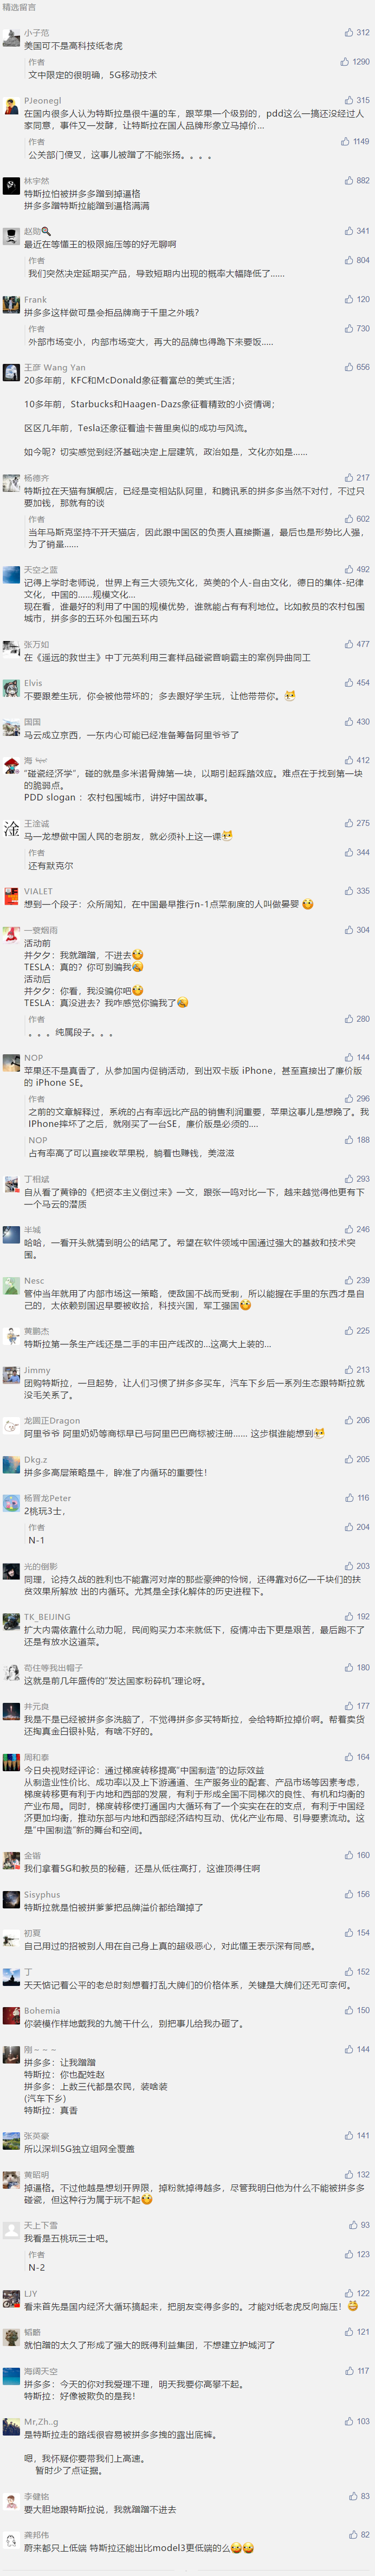 精选留言
小子范
312
美国可不是高科技纸老虎
作者
1290
文中限定的很明确，5G移动技术
PJeonegl
315
在国内很多人认为特斯拉是很牛逼的车，跟苹果一个级别的，pdd这么一搞还没经过人
家同意，事件又一发酵，让特斯拉在国人品牌形象立马掉价...
作者
1149
公关部门傻叉，这事儿被蹭了不能张扬。。。。
林宇然
882
特斯拉怕被拼多多蹭到掉逼格
拼多多蹭特斯拉能蹭到逼格满满
赵勋
341
最近在等懂王的极限施压等的好无聊啊
作者
804
我们突然决定延期买产品，导致短期内出现的概率大幅降低了......
Frank
120
拼多多这样做可是会拒品牌商于千里之外哦?
作者
730
外部市场变小，内部市场变大，再大的品牌也得跪下来要饭.....
王彦 Wang Yan
656
20多年前，KFC和McDonald象征着富总的美式生活；
10多年前，Starbucks和Haagen-Dazs象征着精致的小资情调；
区区几年前，Tesla还象征着迪卡普里奥似的成功与风流。
如今呢？切实感觉到经济基础决定上层建筑，政治如是，文化亦如是......
杨德齐
217
特斯拉在天猫有旗舰店，已经是变相站队阿里，和腾讯系的拼多多当然不对付，不过只
要加钱，那就有的谈
作者
602
当年马斯克坚持不开天猫店，因此跟中国区的负责人直接撕逼，最后也是形势比人强，
为了销量......
天空之蓝
492
记得上学时老师说，世界上有三大领先文化，英美的个人-自由文化，德日的集体-纪律
文化，中国的......规模文化...
现在看，谁最好的利用了中国的规模优势，谁就能占有有利地位。比如教员的农村包围
城市，拼多多的五环外包围五环内
张万如
477
在《遥远的救世主》中丁元英利用三套样品碰瓷音响霸主的案例异曲同工
Elvis
454
不要跟差生玩，你会被他带坏的；多去跟好学生玩，让他带带你。
国国
430
马云成立京西，一东内心可能已经准备筹备阿里爷爷了
海
412
“碰瓷经济学”，碰的就是多米诺骨牌第一块，以期引起踩踏效应。难点在于找到第一块
的脆弱点。
PDD slogan ：农村包围城市，讲好中国故事。
王淦诚
275
马一龙想做中国人民的老朋友，就必须补上这一课
作者
344
还有默克尔
VIALET
335
想到一个段子：众所周知，在中国最早推行n-1点菜制度的人叫做晏婴
一袭烟雨
304
活动前
井夕夕：我就蹭蹭，不进去
TESLA：真的？你可别骗我
活动后
井夕夕：你看，我没骗你吧
TESLA：真没进去？我咋感觉你骗我了
作者
280
。。。纯属段子。。。
NOP
144
苹果还不是真香了，从参加国内促销活动，到出双卡版 iPhone，甚至直接出了廉价版
的 iPhone SE。
作者
296
之前的文章解释过，系统的占有率远比产品的销售利润重要，苹果这事儿是想晚了。我
IPhone摔坏了之后，就刚买了一台SE，廉价版是必须的....
NOP
188
占有率高了可以直接收苹果税，躺着也赚钱，美滋滋
丁相斌
293
自从看了黄铮的《把资本主义倒过来》一文，跟张一鸣对比一下，越来越觉得他更有下
一个马云的潜质
半城
246
哈哈，一看开头就猜到明公的结尾了。希望在软件领域中国通过强大的基数和技术突
围。
Nesc
239
管仲当年就用了内部市场这一策略，使敌国不战而受制，所以能握在手里的东西才是自
己的，太依赖别国迟早要被收拾，科技兴国，军工强国
黄鹏杰
225
特斯拉第一条生产线还是二手的丰田产线改的...这高大上装的...
Jimmy
213
团购特斯拉，一旦起势，让人们习惯了拼多多买车，汽车下乡后一系列生态跟特斯拉就
没毛关系了。
龙圆正Dragon
206
阿里爷爷 阿里奶奶等商标早已与阿里巴巴商标被注册...... 这步棋谁能想到
Dkg.z
205
拼多多高层策略是牛，眸准了内循环的重要性！
杨晋龙Peter
116
2桃玩3士，
作者
204
N-1
光的倒影
203
同理，论持久战的胜利也不能靠河对岸的那些豪绅的怜悯，还得靠对6亿一千块们的扶
贫效果所解放 出的内循环。尤其是全球化解体的历史进程下。
TK_BEIJING
192
扩大内需依靠什么动力呢，民间购买力本来就低下，疫情冲击下更是艰苦，最后跑不了
还是有放水这道菜。
苟住等我出帽子
180
这就是前几年盛传的“发达国家粉碎机”理论呀。
井元良
177
我是不是已经被拼多多洗脑了，不觉得拼多多买特斯拉，会给特斯拉掉价啊。帮着卖货
还掏真金白银补贴，有啥不好的。
周和泰
164
今日央视财经评论：通过梯度转移提高“中国制造”的边际效益
从制造业性价比、成功率以及上下游通道、生产服务业的配套、产品市场等因素考虑，
梯度转移更有利于内地和西部的发展，有利于形成全国不同梯次的良性、有机和均衡的
产业布局。同时，梯度转移使打通国内大循环有了一个实实在在的支点，有利于中国经
济更加均衡，推动东部与内地和西部经济结构互动、优化产业布局、引导要素流动。这
是“中国制造”新的舞台和空间。
金锴
160
我们拿着5G和教员的秘籍，还是从低往高打，这谁顶得住啊
Sisyphus
156
特斯拉就是怕被拼爹爹把品牌溢价都给蹭掉了
初夏
154
自己用过的招被别人用在自己身上真的超级恶心，对此懂王表示深有同感。
丁
152
天天惦记着公平的老总时刻想着打乱大牌们的价格体系，关键是大牌们还无可奈何。
Bohemia
150
你装模作样地戴我的九筒干什么，别把事儿给我办砸了。
刚～～～
144
拼多多：让我蹭蹭
特斯拉：你也配姓赵
拼多多：上数三代都是农民，装啥装
(汽车下乡)
特斯拉：真香
张英豪
141
所以深圳5G独立组网全覆盖
黄昭明
132
掉逼格。不过他越是想划开界限，掉粉就掉得越多，尽管我明白他为什么不能被拼多多
碰瓷，但这种行为属于玩不起
天上下雪
93
我看是五桃玩三士吧。
作者
123
N-2
LJY
122
看来首先是国内经济大循环搞起来，把朋友变得多多的。才能对纸老虎反向施压！
韬朤
121
就怕蹭的太久了形成了强大的既得利益集团，不想建立护城河了
海阔天空
117
拼多多：今天的你对我爱理不理，明天我要你高攀不起。
特斯拉：好像被欺负的是我！
Mr,Zh..g
103
是特斯拉走的路线很容易被拼多多拽的露出底裤。
嗯，我怀疑你要带我们上高速。
暂时少了点证据。
李健铭
83
要大胆地跟特斯拉说，我就蹭蹭不进去
龚邦伟
82
蔚来都只上低端 特斯拉还能出比model3更低端的么